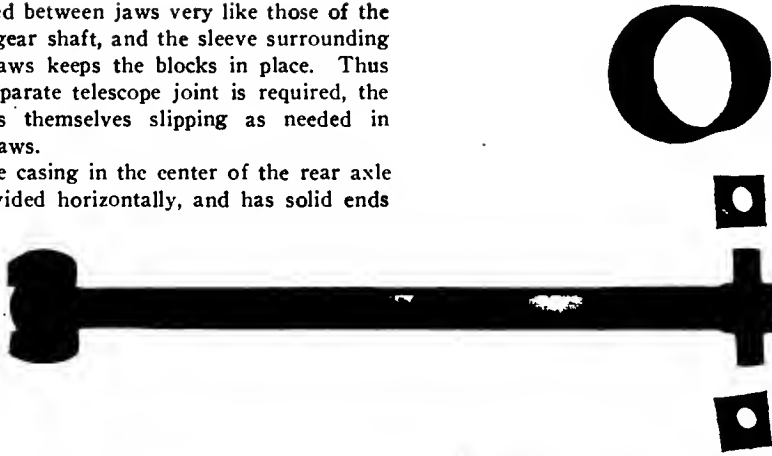 ed between jaws very like those of the
gear shaft, and the sleeve surrounding
aws keeps the blocks in place. Thus
parate telescope joint is required, the
s themselves slipping as needed in
aws.
e casing in the center of the rear axle
vided horizontally, and has solid ends